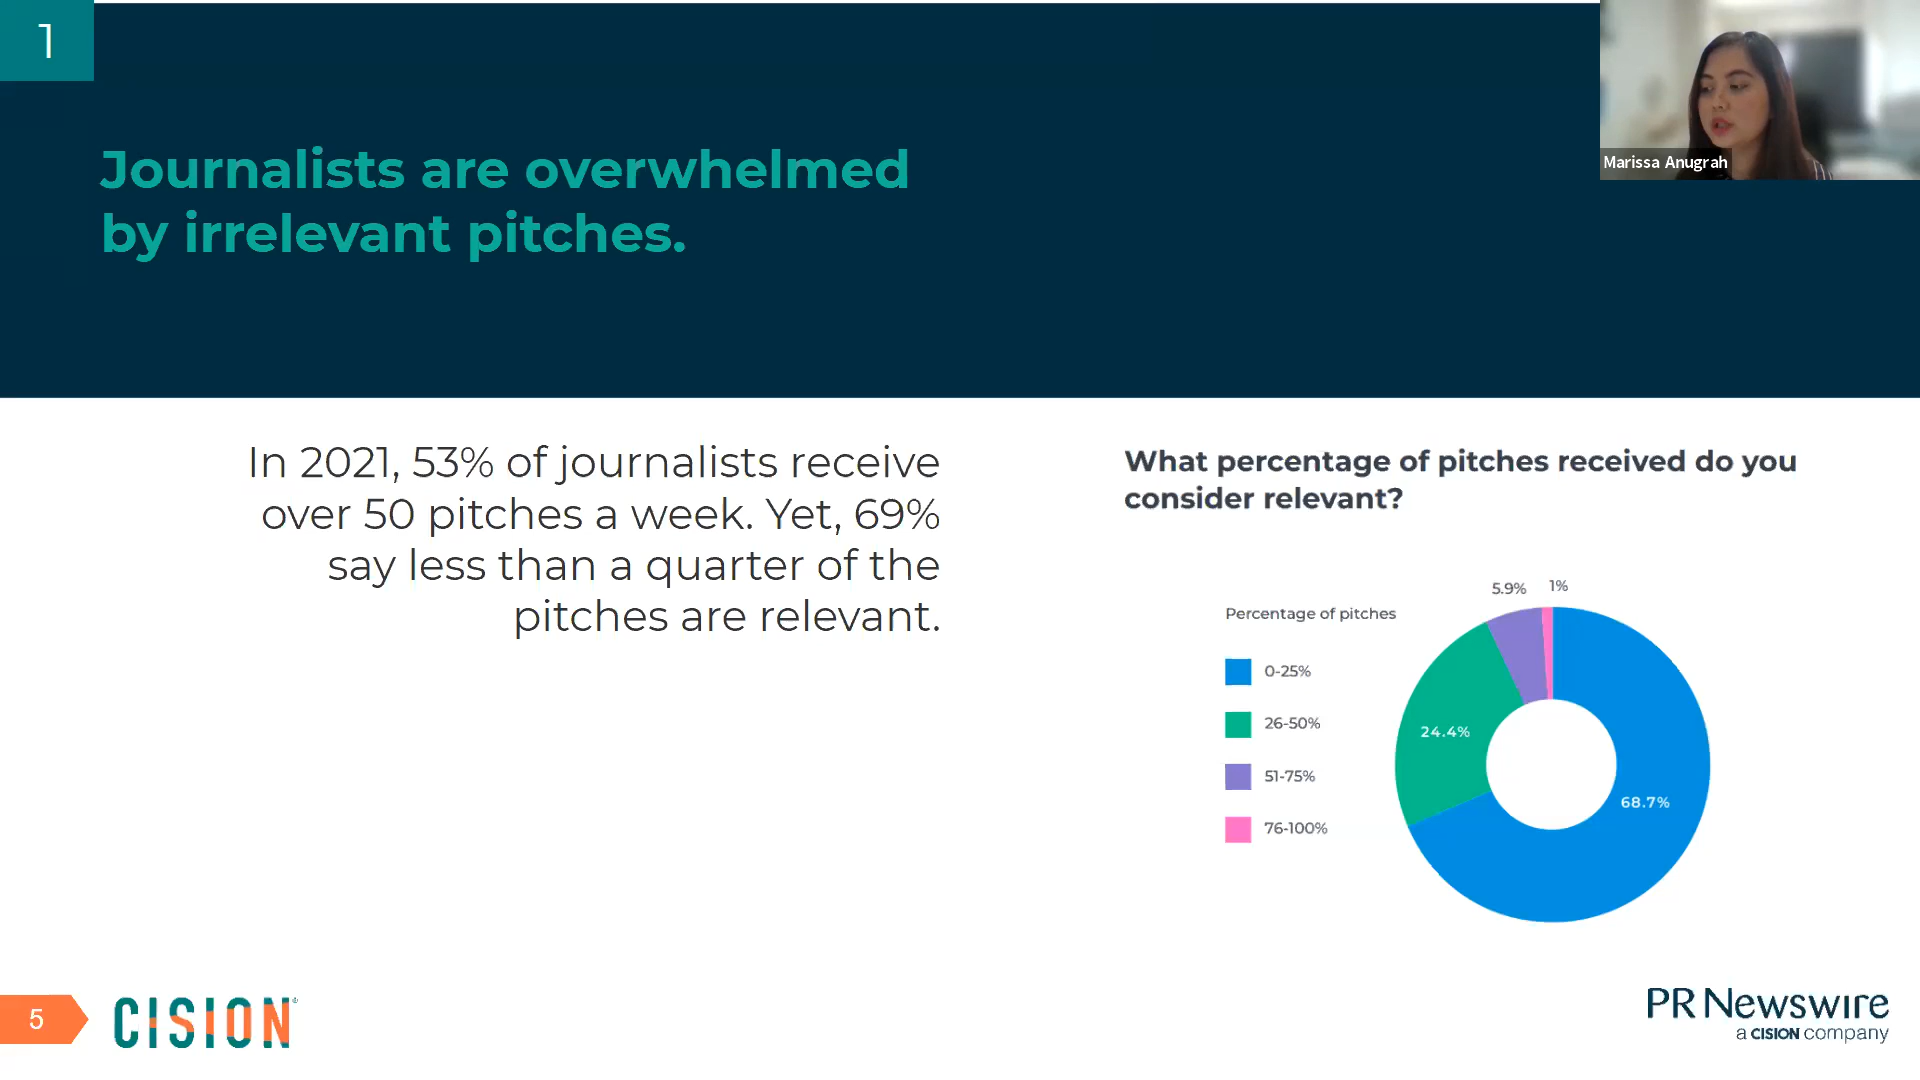 1
Marissa Anugrah
Journalists are overwhelmed
by irrelevant pitches.
In 2021, 53% of journalists receive
over 50 pitches a week. Yet, 69%
say less than a quarter of the
pitches are relevant.
What percentage of pitches received do you
consider relevant?
Percentage of pitches
0-25%
26-50%
51-75%
76-100%
5.9%
1%
24.4%
68.7%
5
CISION®
PR Newswire
a CISION company